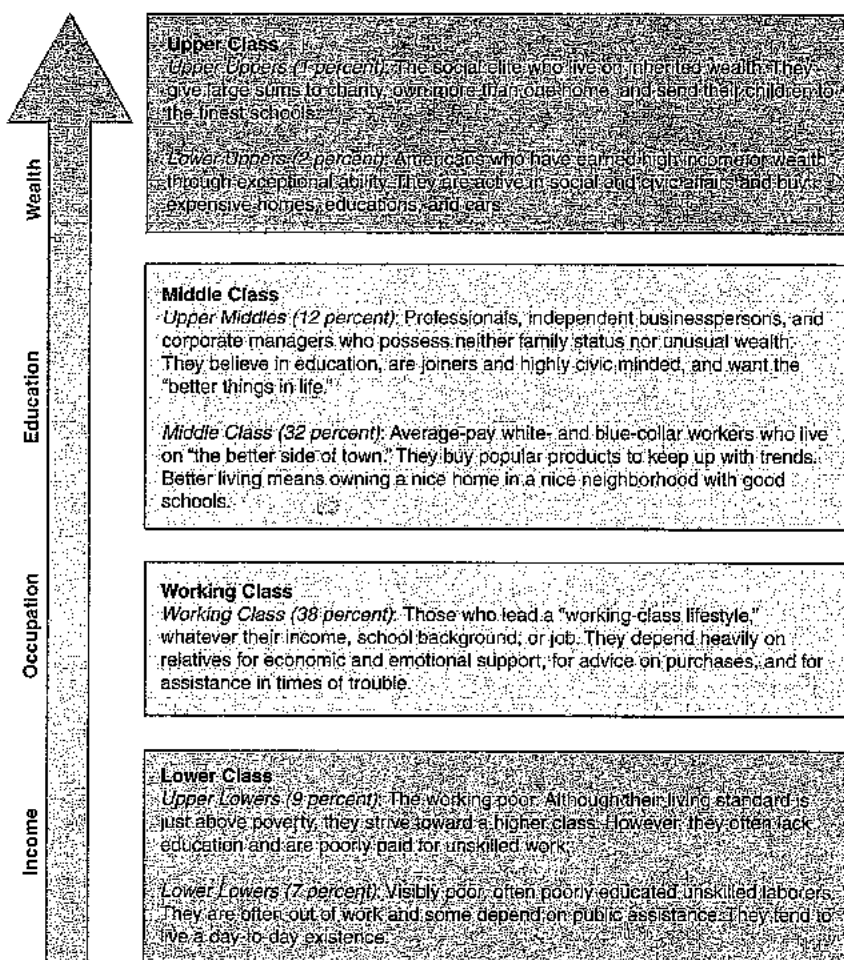 Upper Class
Upper Uppers (1 percent): The social elite who live on inherited wealth. They
give large sums to charity, own more than one home, and send their children to
the finest schools.
Lower Uppers (2 percent): Americans who have earned high income or wealth
through exceptional ability. They are active in social and civic affairs and buy
expensive homes, educations, and cars.
Wealth
Middle Class
Upper Middles (12 percent): Professionals, independent businesspersons, and
corporate managers who possess neither family status nor unusual wealth.
They believe in education, are joiners and highly civic minded, and want the
"better things in life."
Middle Class (32 percent): Average-pay white- and blue-collar workers who live
on "the better side of town." They buy popular products to keep up with trends.
Better living means owning a nice home in a nice neighborhood with good
schools.
Education
Working Class
Working Class (38 percent): Those who lead a "working-class lifestyle,"
whatever their income, school background, or job. They depend heavily on
relatives for economic and emotional support, for advice on purchases, and for
assistance in times of trouble.
Occupation
Lower Class
Upper Lowers (9 percent): The working poor. Although their living standard is
just above poverty, they strive toward a higher class. However, they often lack
education and are poorly paid for unskilled work.
Lower Lowers (7 percent): Visibly poor, often poorly educated unskilled laborers.
They are often out of work and some depend on public assistance. They tend to
live a day-to-day existence.
Income